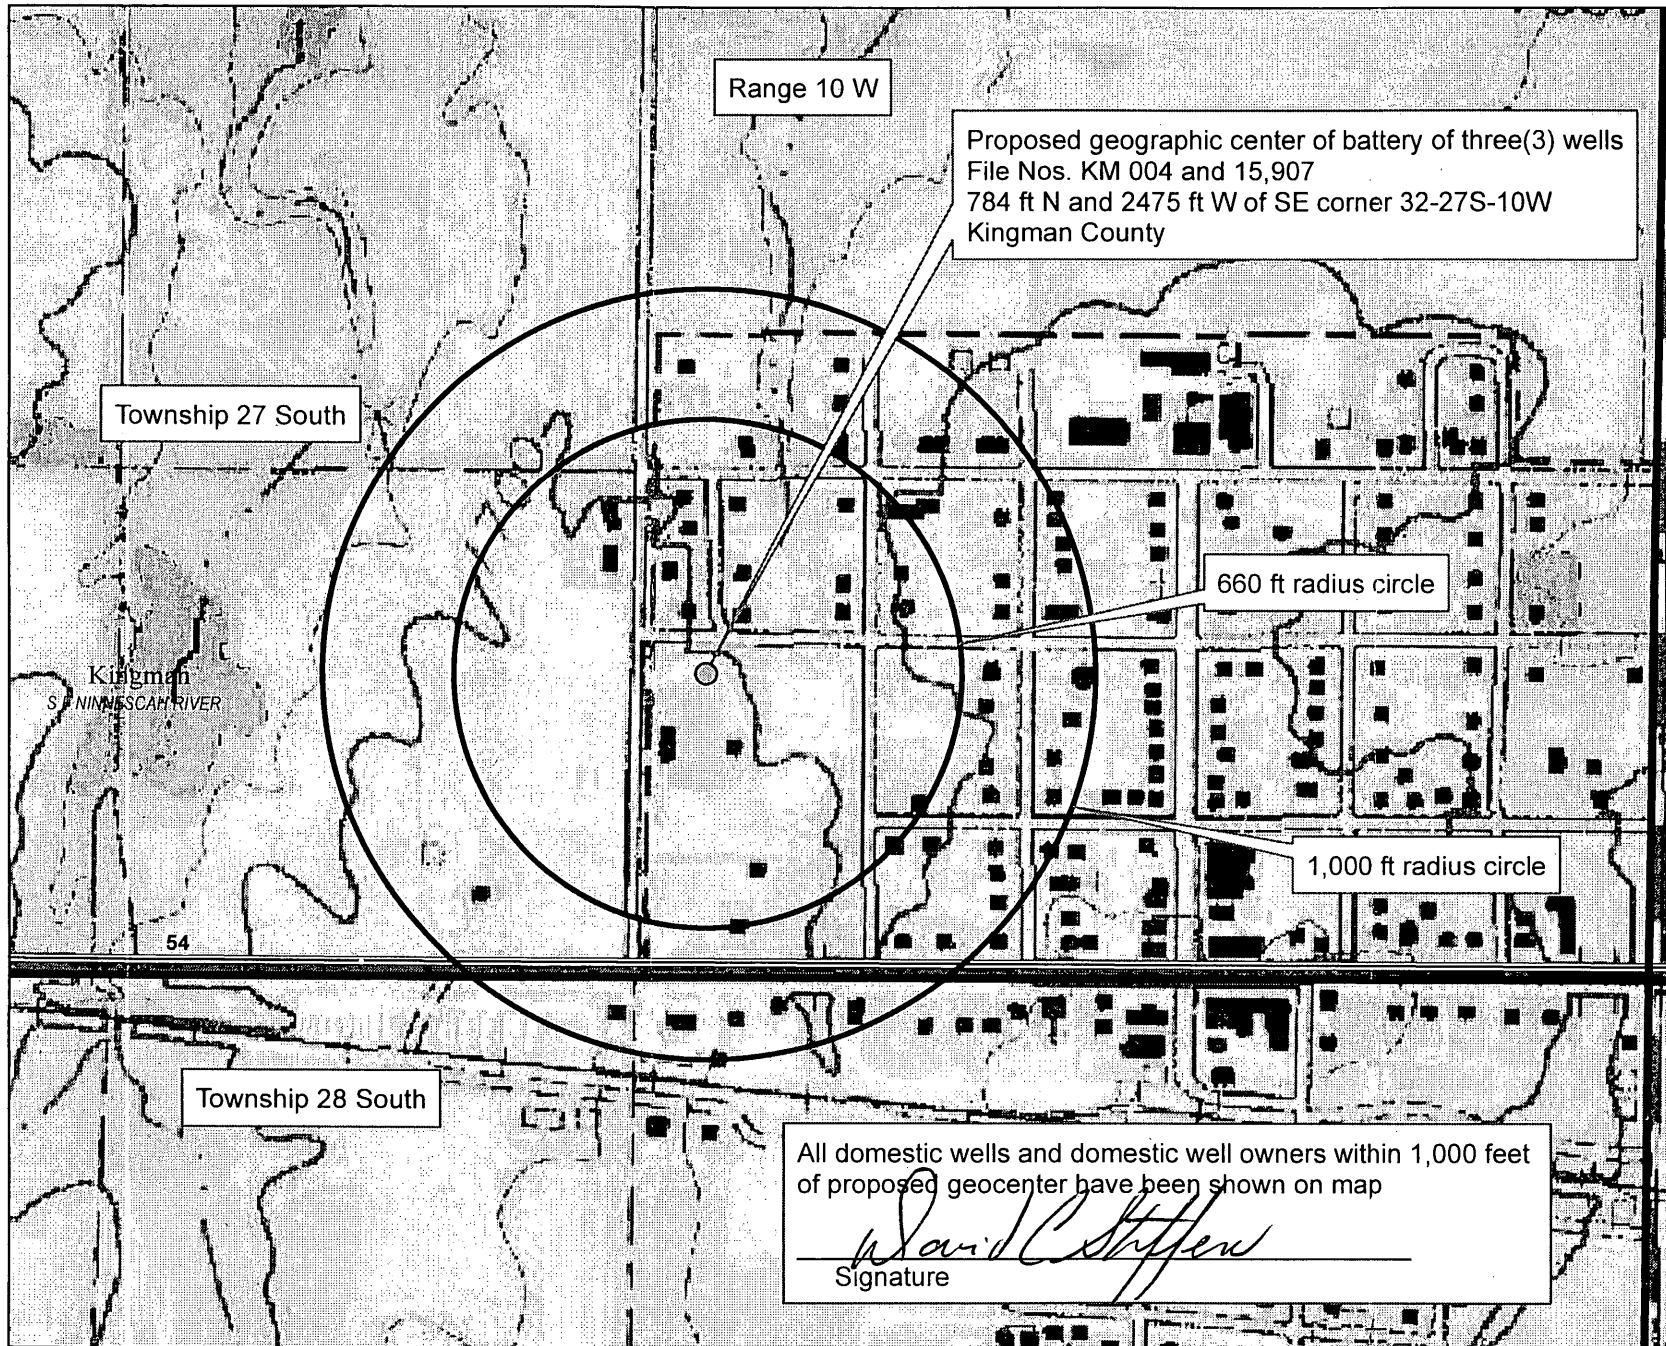 Range 10 W
Proposed geographic center of battery of three(3) wells
File Nos. KM 004 and 15,907
784 ft N and 2475 ft W of SE corner 32-27S-10W
Kingman County
Township 27 South
660 ft radius circle
Kingman
NINNESCAH RIVER
1,000 ft radius circle
54
Township 28 South
All domestic wells and domestic well owners within 1,000 feet
of proposed geocenter have been shown on map
David C Steffen
Signature